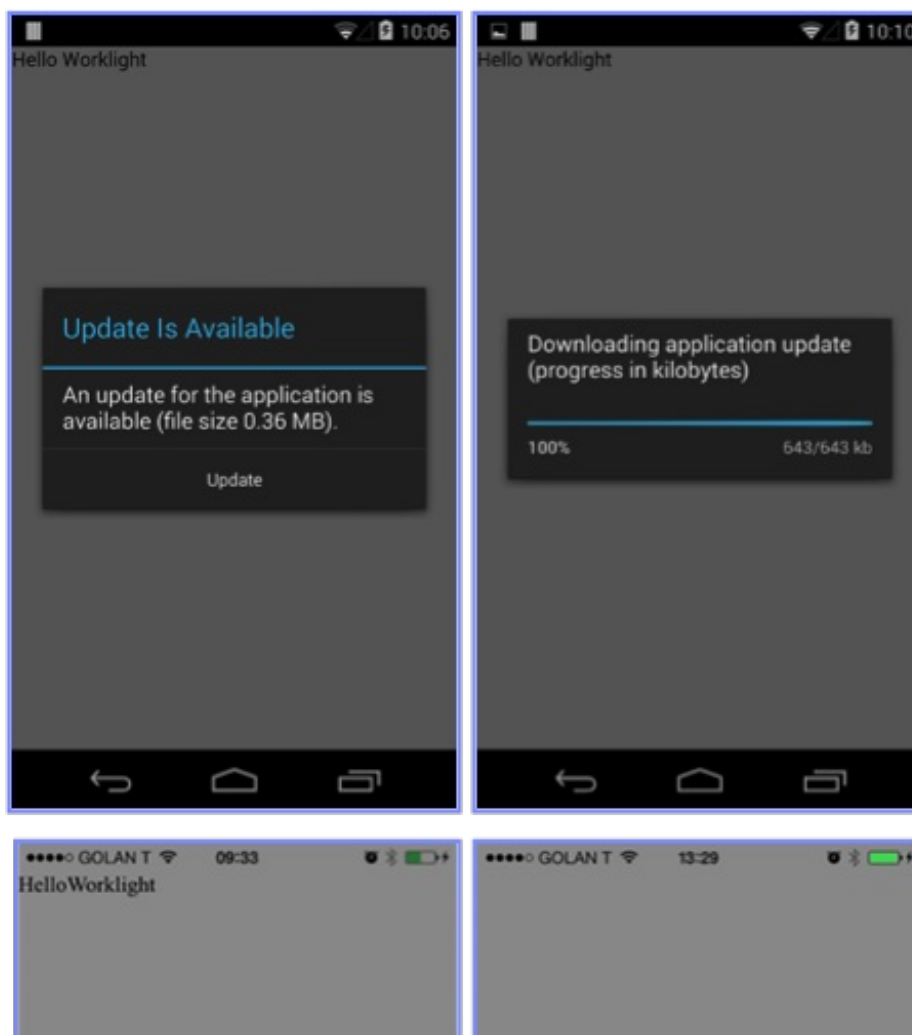 10:06
Hello Worklight
Update Is Available
An update for the application is
available (file size 0.36 MB).
Update
10:10
Hello Worklight
Downloading application update
(progress in kilobytes)
100% 643/643 kb
GOLAN T 09:33
HelloWorklight
GOLAN T 13:29